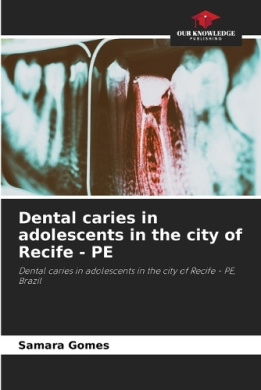 OUR KNOWLEDGE
PUBLISHING
Dental caries in
adolescents in the city of
Recife - PE
Dental caries in adolescents in the city of Recife - PE,
Brazil
Samara Gomes